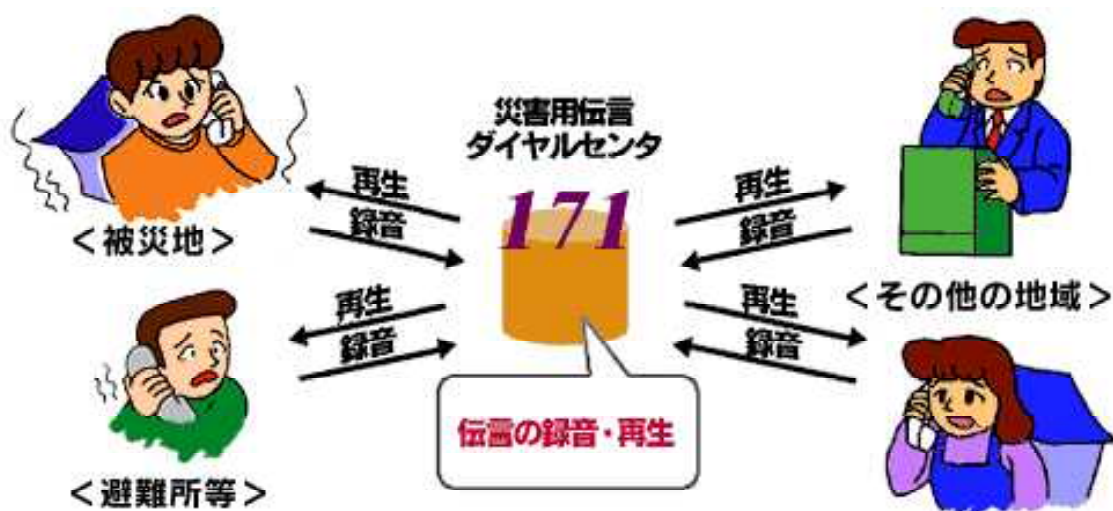 災害用伝言
ダイヤルセンタ
171
再生
録音
<被災地>
再生
録音
<避難所等>
再生
録音
<その他の地域>
再生
録音
伝言の録音・再生